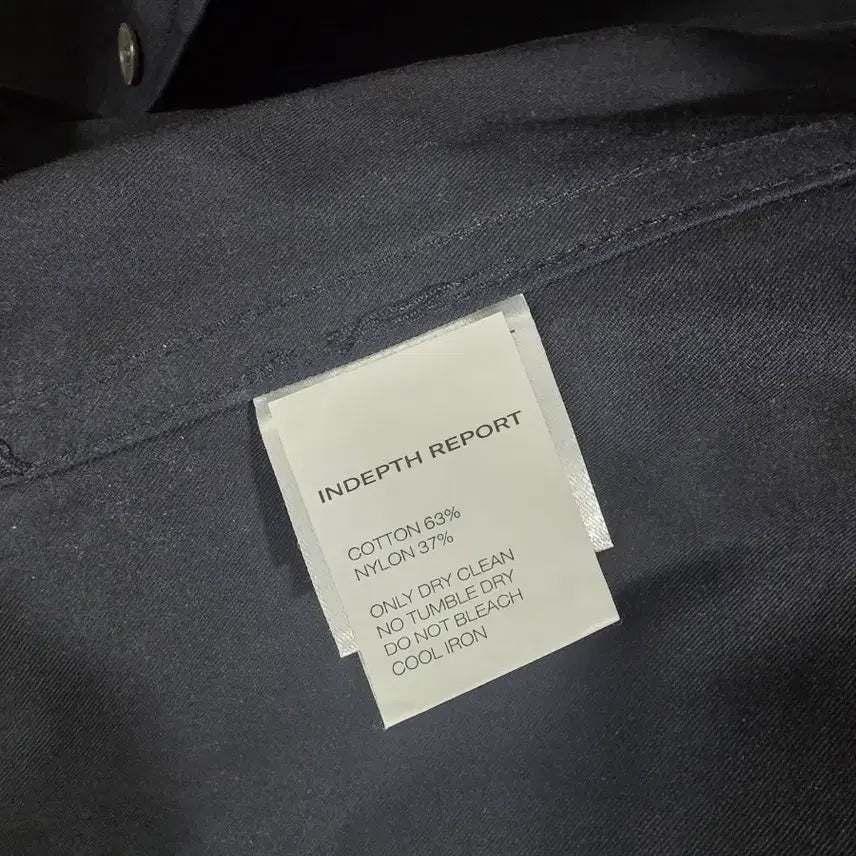 INDEPTH REPORT
COTTON 63%
NYLON 37%
ONLY DRY CLEAN
NO TUMBLE DRY
DO NOT BLEACH
COOL IRON